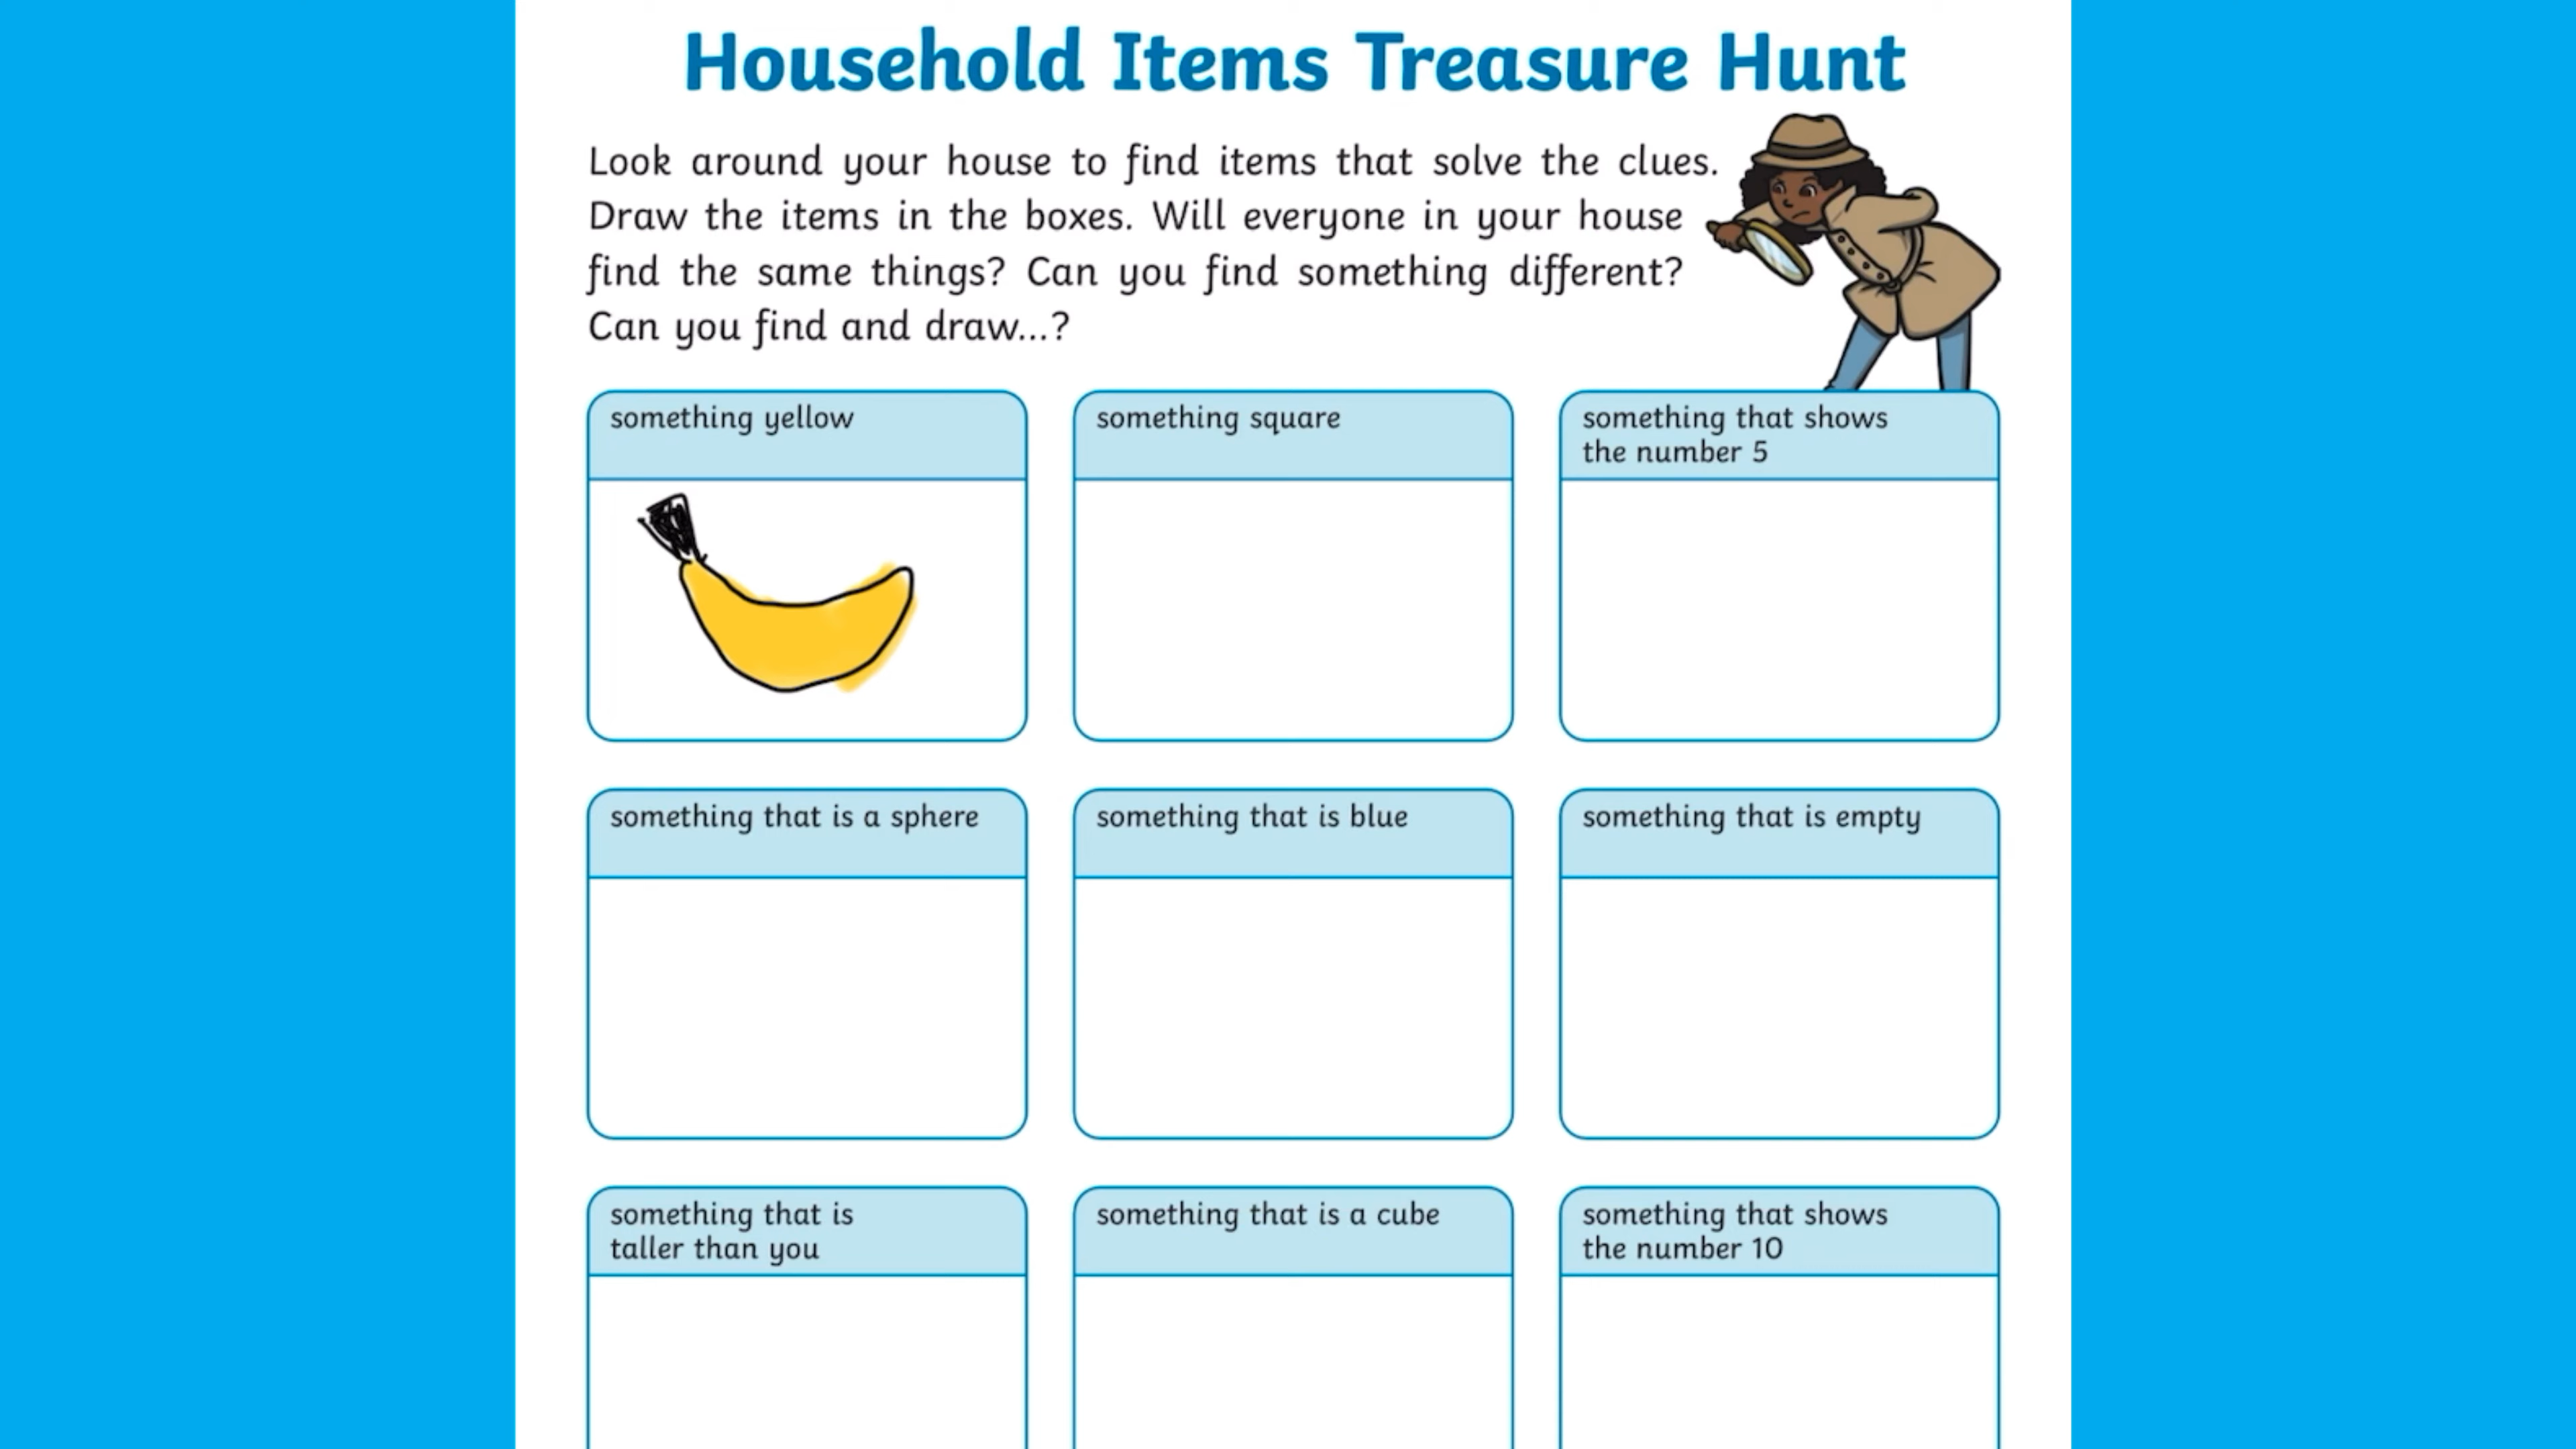 Household Items Treasure Hunt
Look around your house to find items that solve the clues.
Draw the items in the boxes. Will everyone in your house
find the same things? Can you find something different?
Can you find and draw...?
something yellow
something square
something that shows
the number 5
something that is a sphere
something that is blue
something that is empty
something that is
taller than you
something that is a cube
something that shows
the number 10